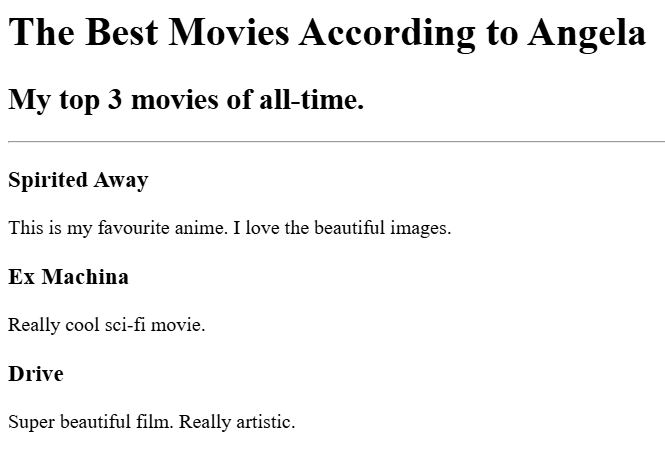 The Best Movies According to Angela
My top 3 movies of all-time.
Spirited Away
This is my favourite anime. I love the beautiful images.
Ex Machina
Really cool sci-fi movie.
Drive
Super beautiful film. Really artistic.